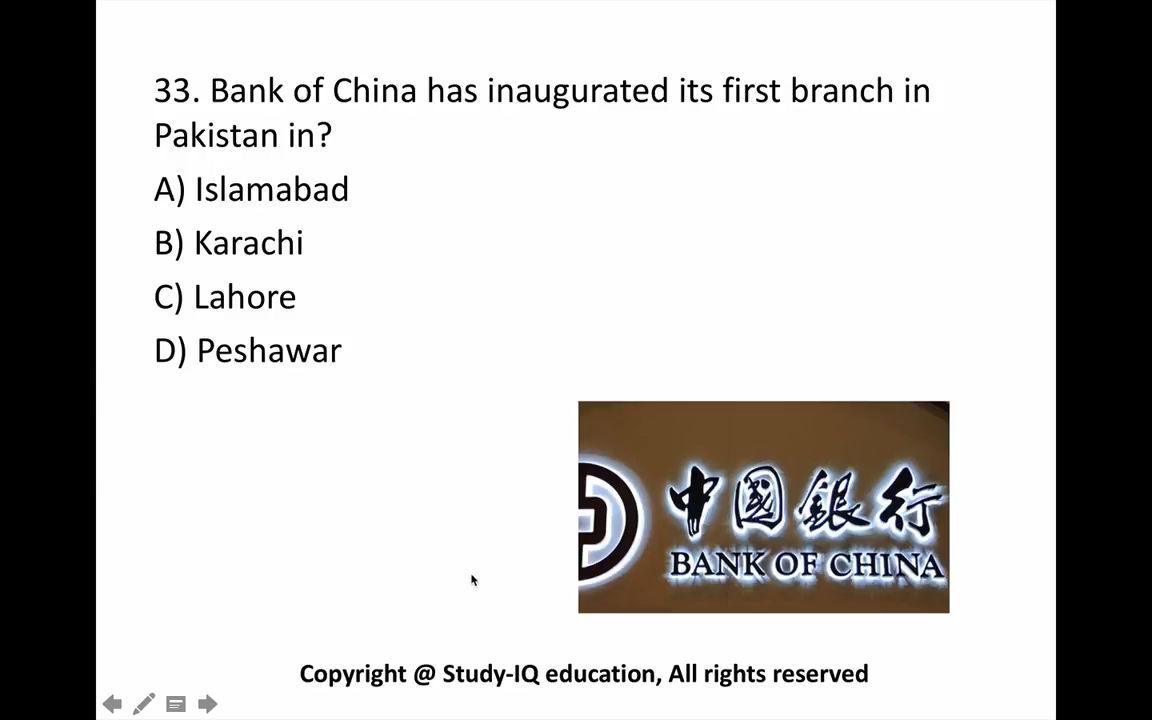 33. Bank of China has inaugurated its first branch in
Pakistan in?
A) Islamabad
B) Karachi
C) Lahore
D) Peshawar
中國銀行
BANK OF CHINA
Copyright @ Study-IQ education, All rights reserved